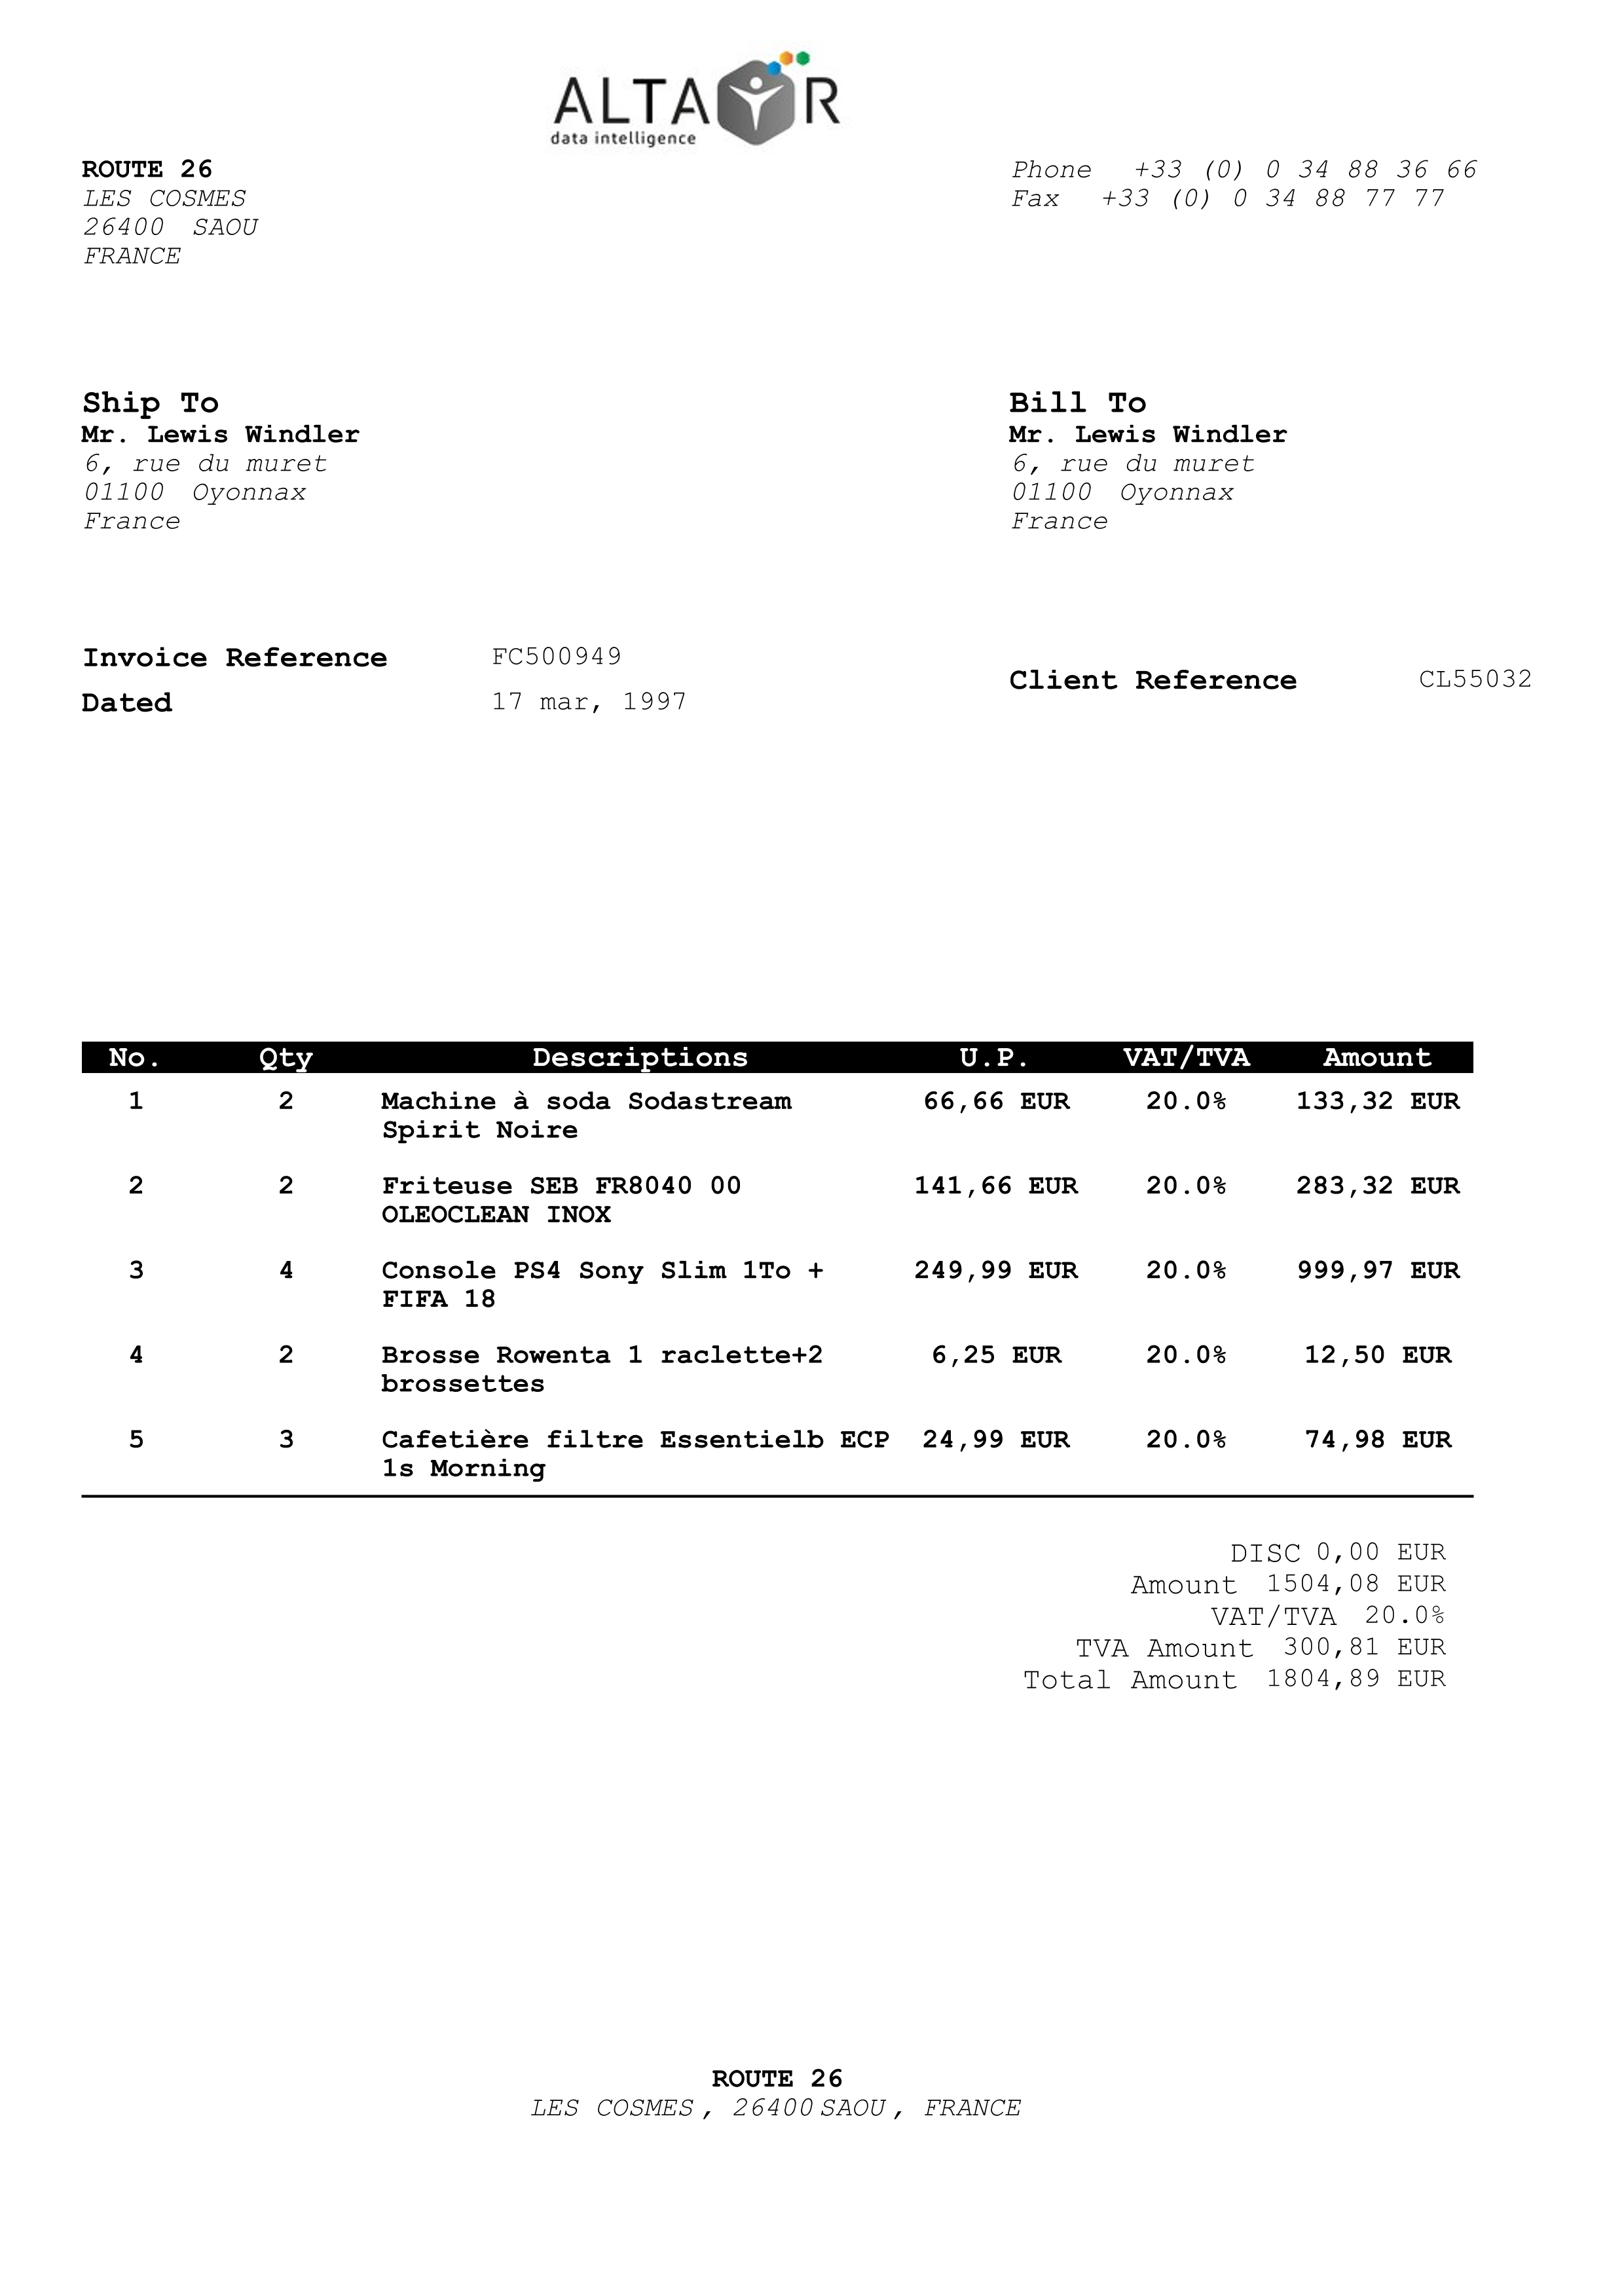 ALTAÏR
data intelligence
ROUTE 26
LES COSMES
26400 SAOU
FRANCE
Phone +33 (0) 0 34 88 36 66
Fax +33 (0) 0 34 88 77 77
Ship To
Mr. Lewis Windler
6, rue du muret
01100 Oyonnax
France
Bill To
Mr. Lewis Windler
6, rue du muret
01100 Oyonnax
France
Invoice Reference FC500949
Dated 17 mar, 1997
Client Reference CL55032
No. Qty Descriptions U.P. VAT/TVA Amount
1 2 Machine à soda Sodastream 66,66 EUR 20.0% 133,32 EUR
Spirit Noire
2 2 Friteuse SEB FR8040 00 141,66 EUR 20.0% 283,32 EUR
OLEOCLEAN INOX
3 4 Console PS4 Sony Slim 1To + 249,99 EUR 20.0% 999,97 EUR
FIFA 18
4 2 Brosse Rowenta 1 raclette+2 6,25 EUR 20.0% 12,50 EUR
brossettes
5 3 Cafetière filtre Essentielb ECP 24,99 EUR 20.0% 74,98 EUR
1s Morning
DISC 0,00 EUR
Amount 1504,08 EUR
VAT/TVA 20.0%
TVA Amount 300,81 EUR
Total Amount 1804,89 EUR
ROUTE 26
LES COSMES , 26400 SAOU , FRANCE